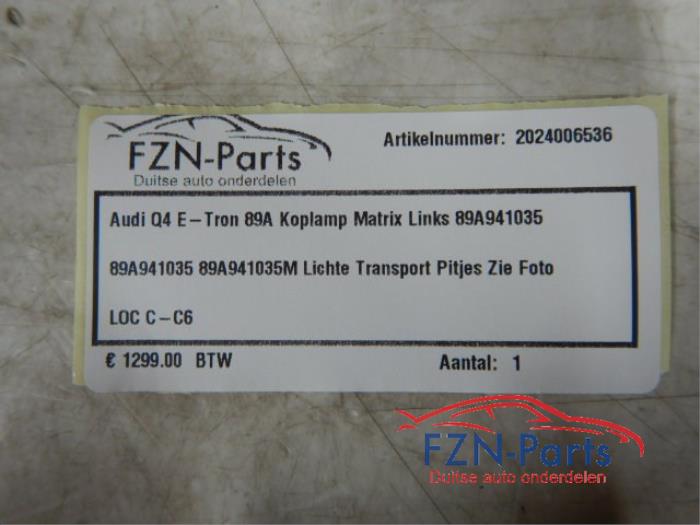 FZN-Parts
Duitse auto onderdelen
Artikelnummer: 2024006536
Audi Q4 E-Tron 89A Koplamp Matrix Links 89A941035
89A941035 89A941035M Lichte Transport Pitjes Zie Foto
LOC C-C6
€ 1299.00 BTW
Aantal: 1
FZN-Parts
Duitse auto onderdelen